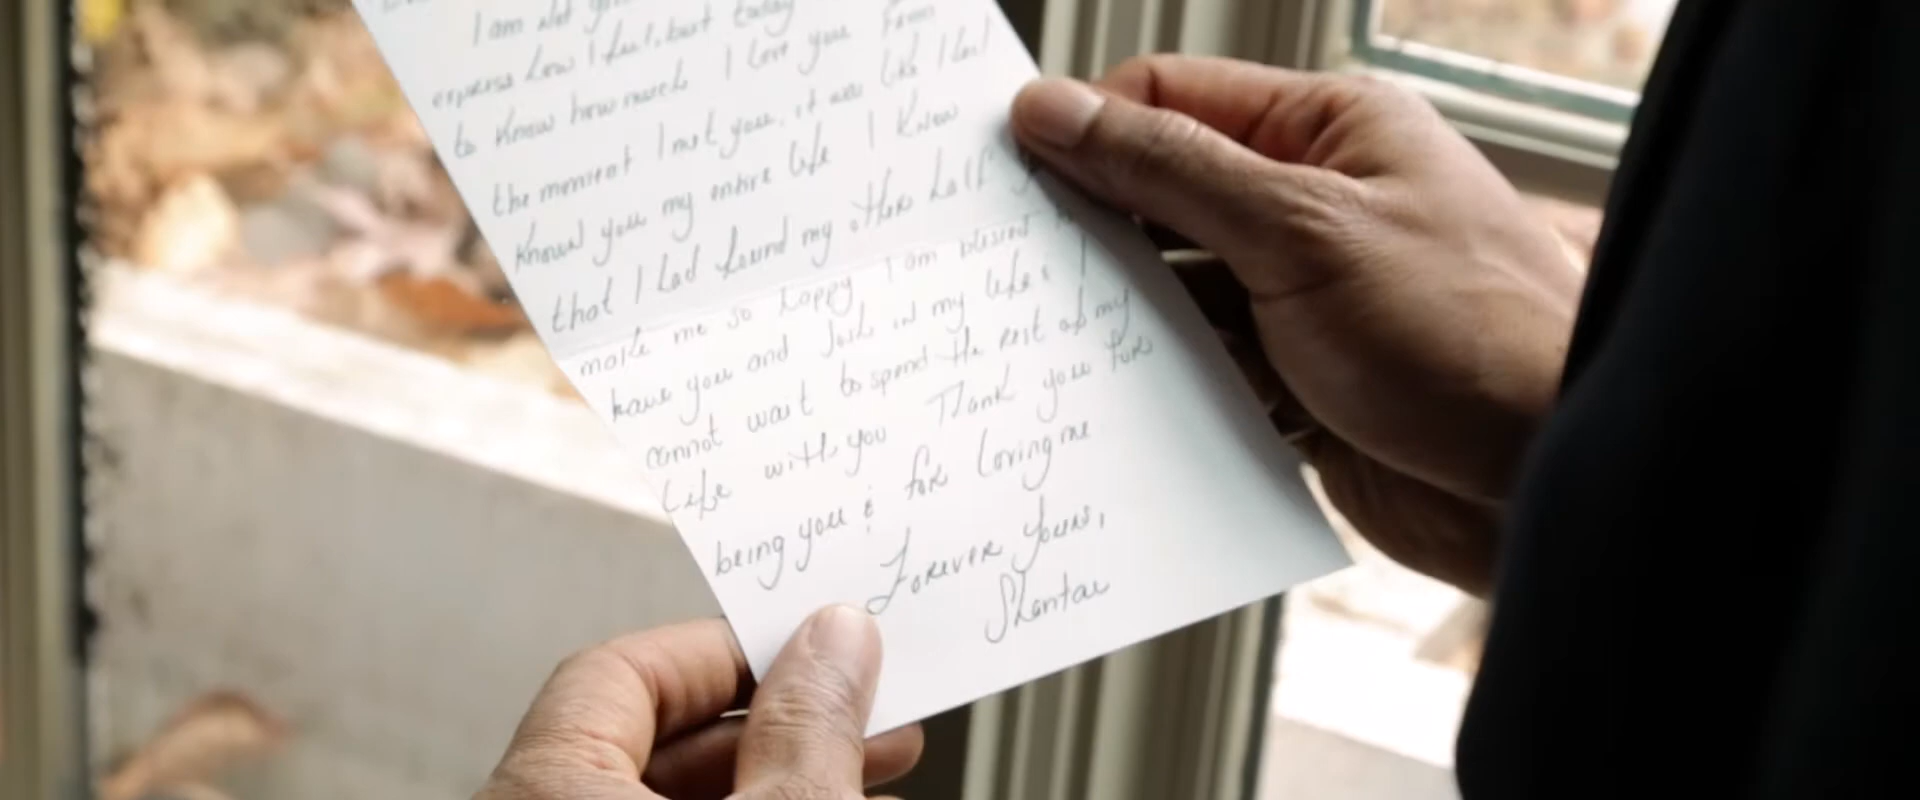 I am not
express how I feel, but today
to know how much I love you From
the moment I met you, it was like I had
known you my entire life I knew
that I had found my other half
make me so happy I am blessed
have you and Josh in my life & I
cannot wait to spend the rest of my
Life with you Thank you for
being you & for loving me
Forever Yours,
Shantae